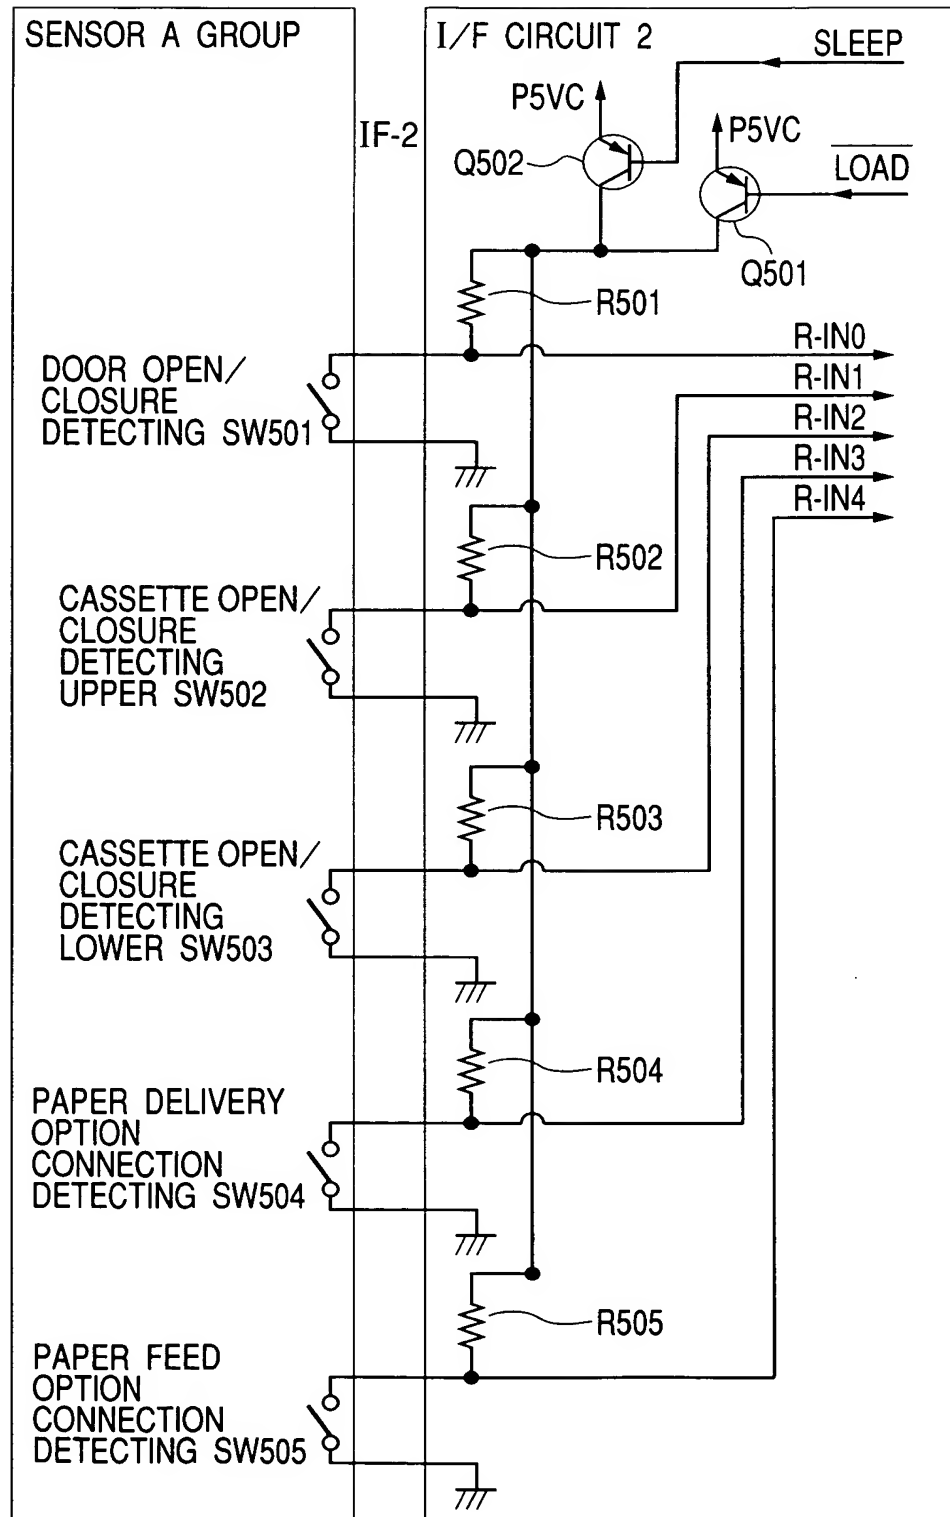 SENSOR A GROUP
I/F CIRCUIT 2
SLEEP
P5VC
IF-2
P5VC
Q502
LOAD
Q501
R501
R-IN0
DOOR OPEN/
CLOSURE
DETECTING SW501
R-IN1
R-IN2
R-IN3
R-IN4
R502
CASSETTE OPEN/
CLOSURE
DETECTING
UPPER SW502
R503
CASSETTE OPEN/
CLOSURE
DETECTING
LOWER SW503
R504
PAPER DELIVERY
OPTION
CONNECTION
DETECTING SW504
R505
PAPER FEED
OPTION
CONNECTION
DETECTING SW505